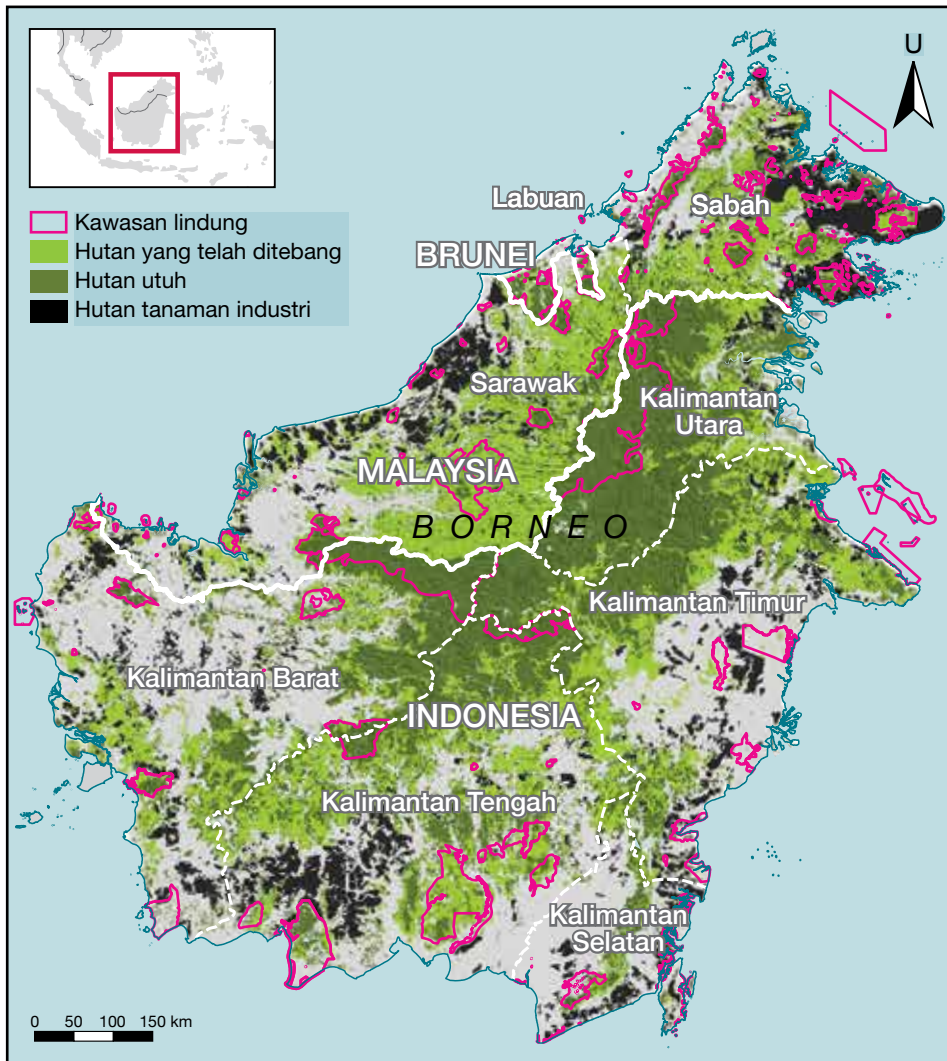 U
Labuan
Sabah
Kawasan lindung
Hutan yang telah ditebang
Hutan utuh
Hutan tanaman industri
BRUNEI
Sarawak
Kalimantan
Utara
MALAYSIA
BORNEO
Kalimantan Timur
Kalimantan Barat
INDONESIA
Kalimantan Tengah
Kalimantan
Selatan
0 50 100 150 km